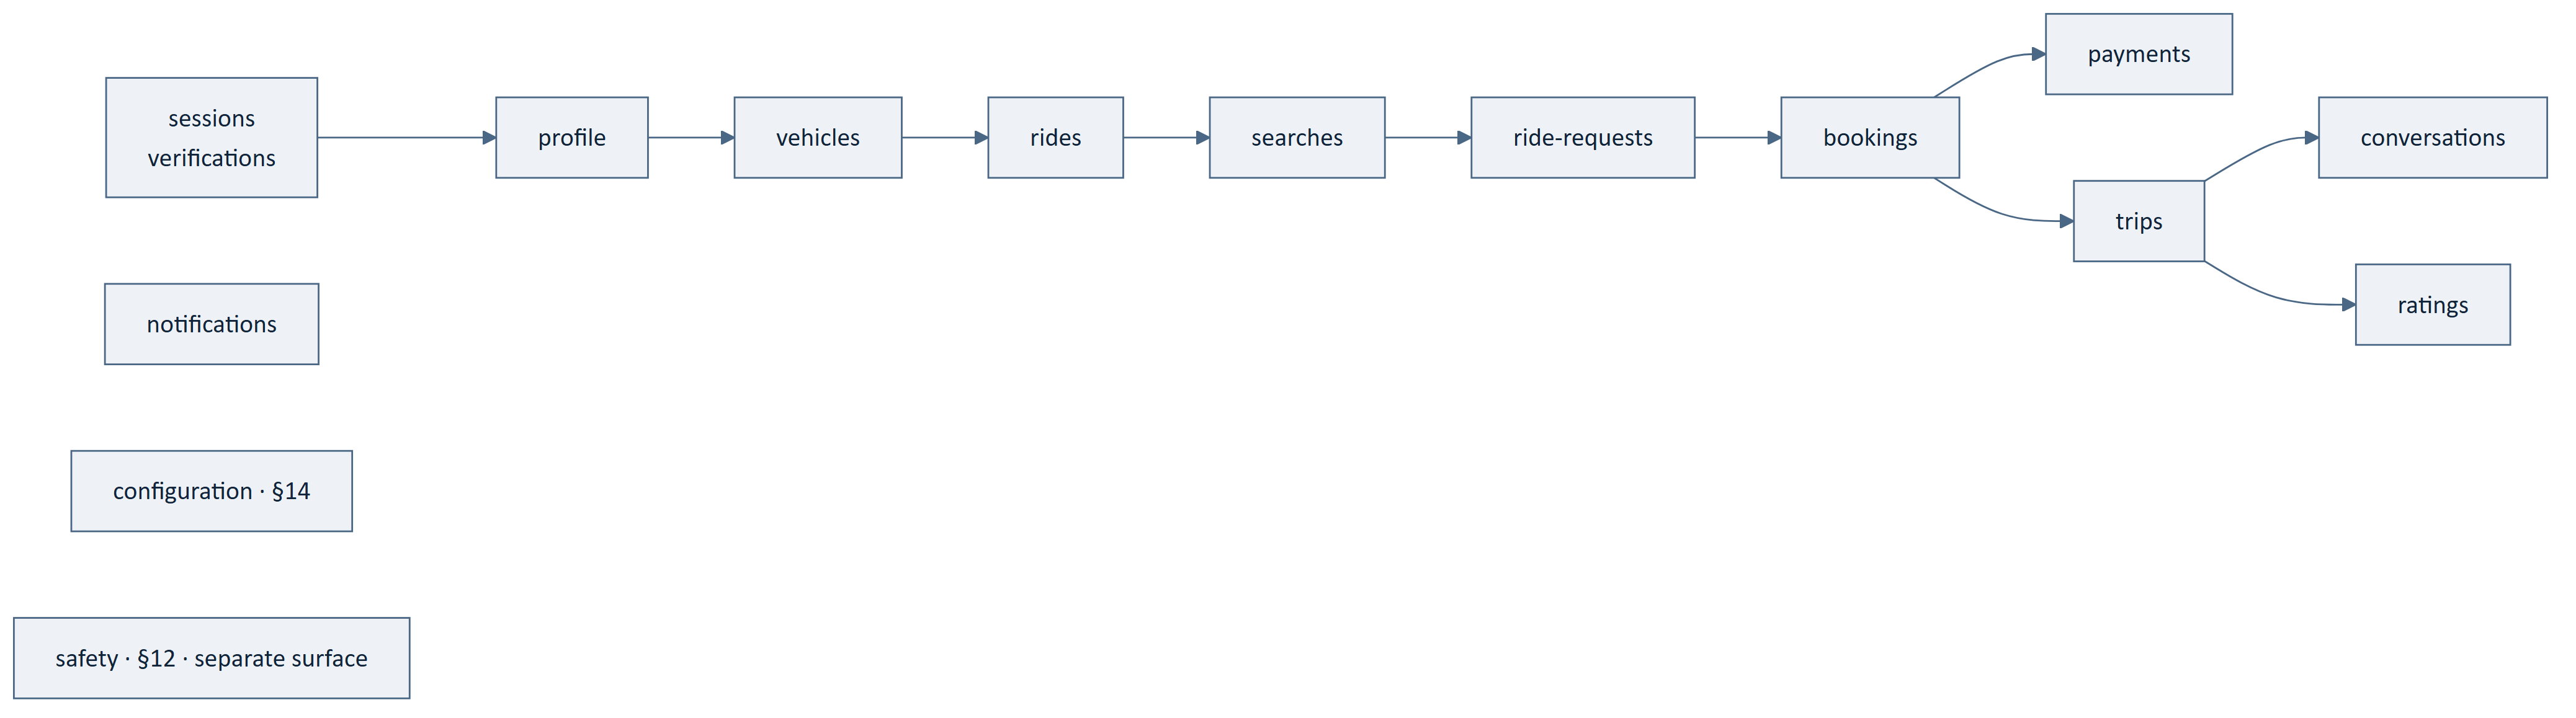 sessions
verifications
profile
vehicles
rides
searches
ride-requests
bookings
payments
trips
conversations
ratings
notifications
configuration · §14
safety · §12 · separate surface